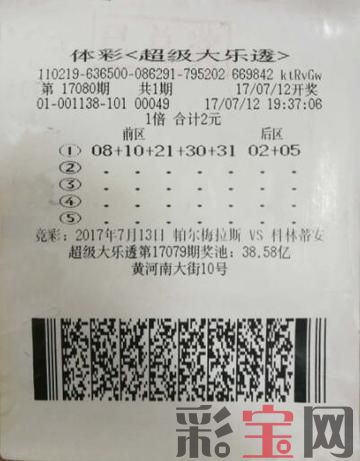 体彩<超级大乐透>
110219-636500-086291-795202 669842 ktRvGw
第 17080期 共1期 17/07/12开奖
01-001138-101 00049 17/07/12 19:37:06
1倍 合计2元
前区 后区
① 08+10+21+30+31 02+05
② - - - - - - -
③ - - - - - - -
④ - - - - - - -
⑤ - - - - - - -
竞彩: 2017年7月13日 帕尔梅拉斯 VS 科林蒂安
超级大乐透第17079期奖池: 38.58亿
黄河南大街10号
彩宝网